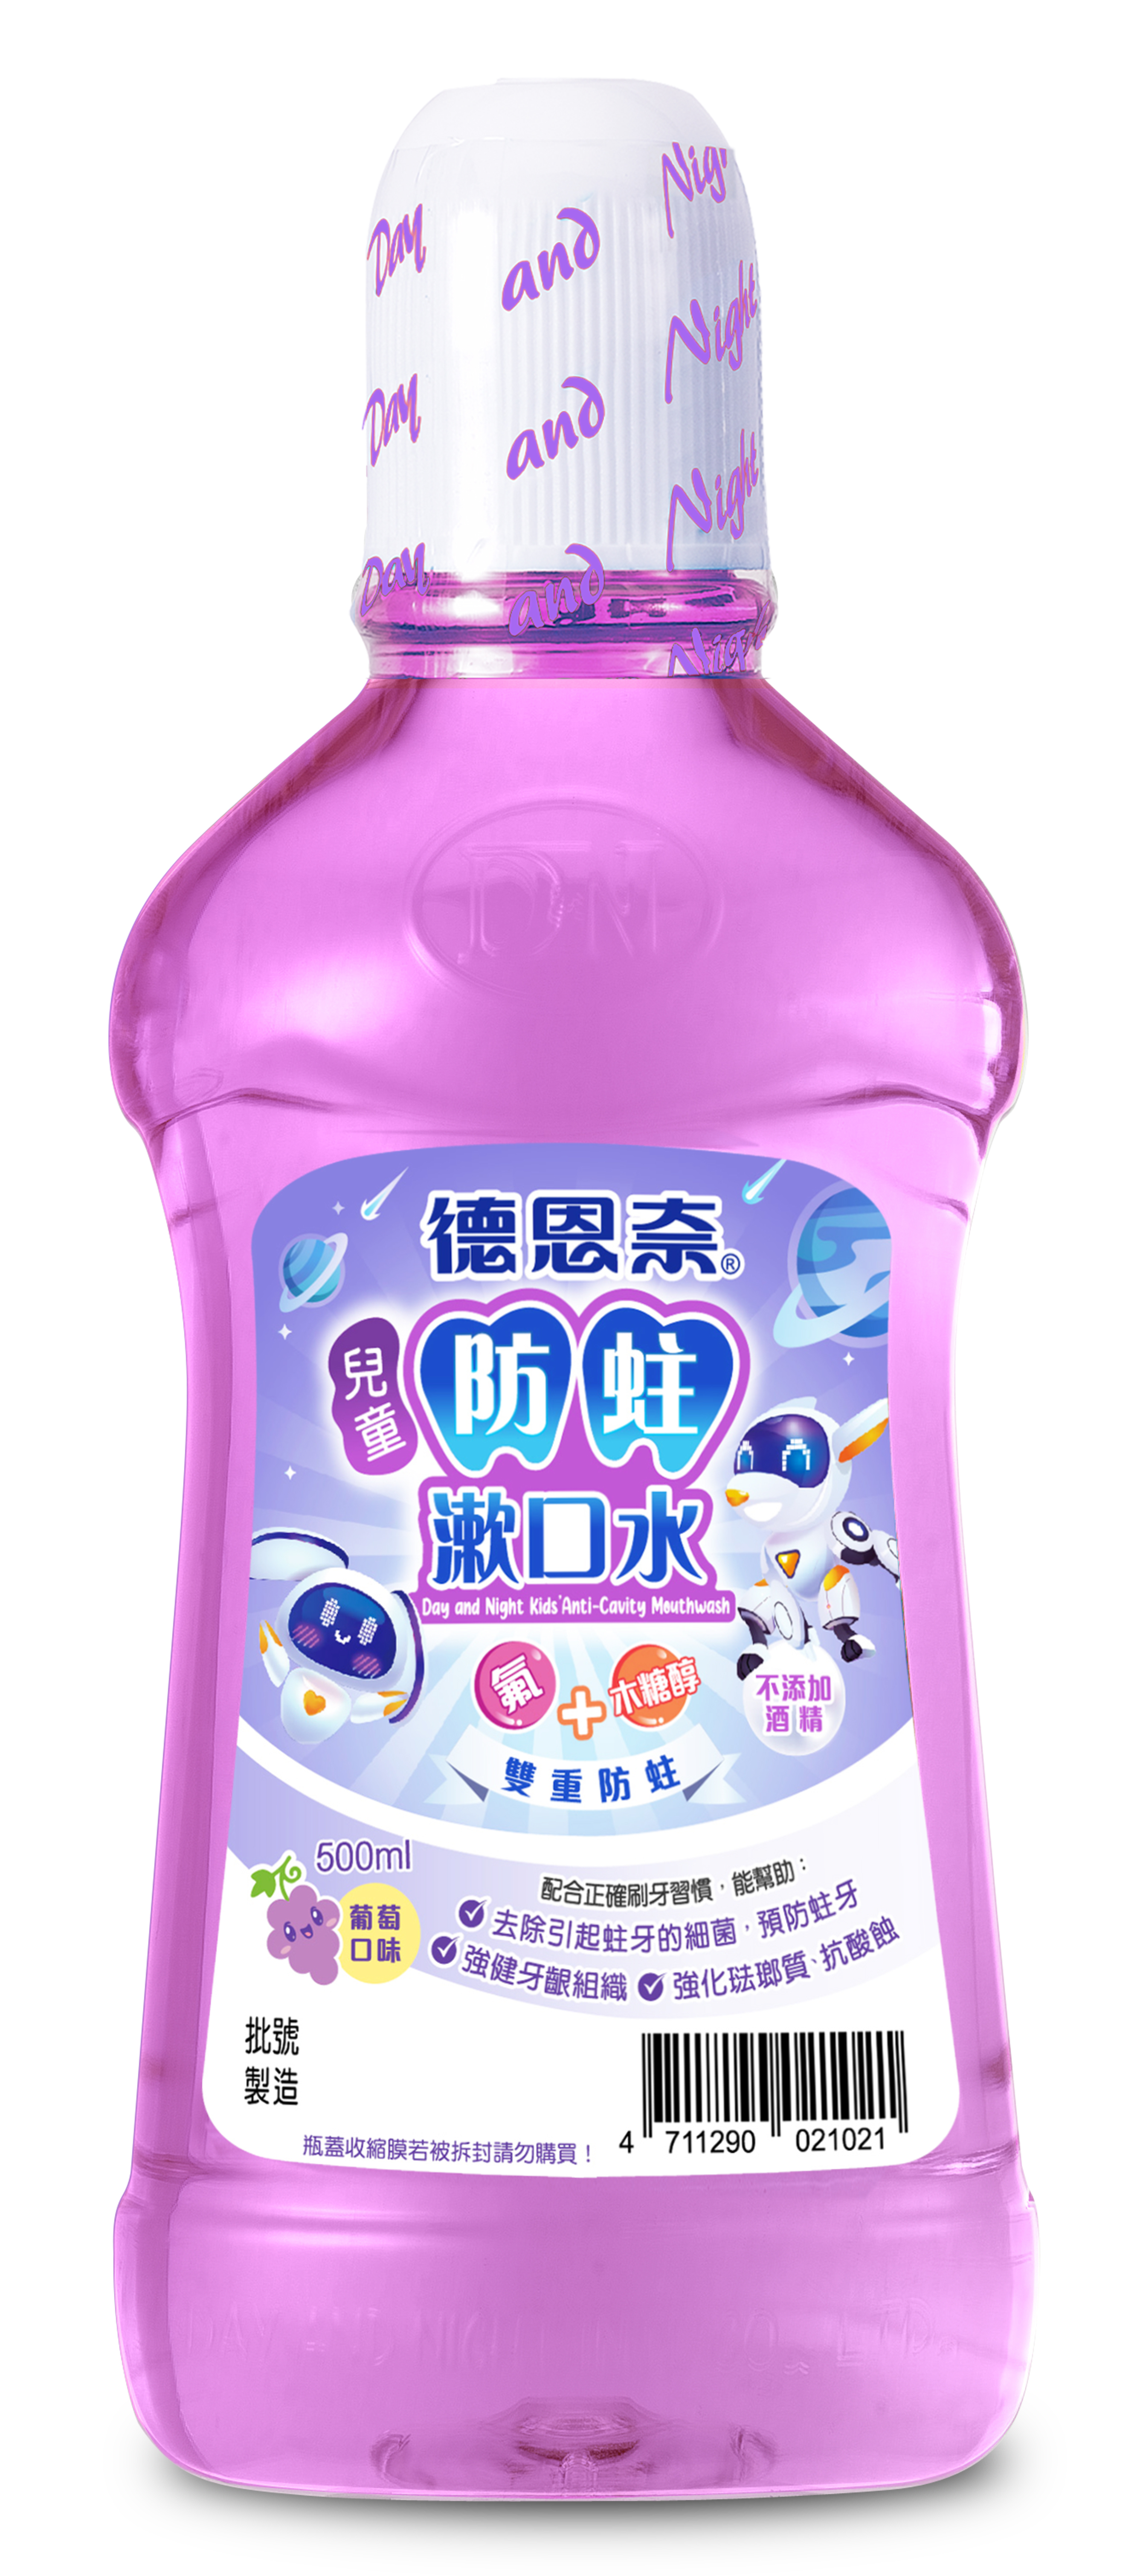 Day and Nig
Day and Night
Day and Night
DN
德恩奈®
兒童
防蛀
漱口水
Day and Night Kids' Anti-Cavity Mouthwash
氟+木糖醇
不添加
酒精
雙重防蛀
500ml
葡萄
口味
配合正確刷牙習慣，能幫助：
去除引起蛀牙的細菌，預防蛀牙
強健牙齦組織 強化琺瑯質、抗酸蝕
批號
製造
瓶蓋收縮膜若被拆封請勿購買！
4 711290 021021